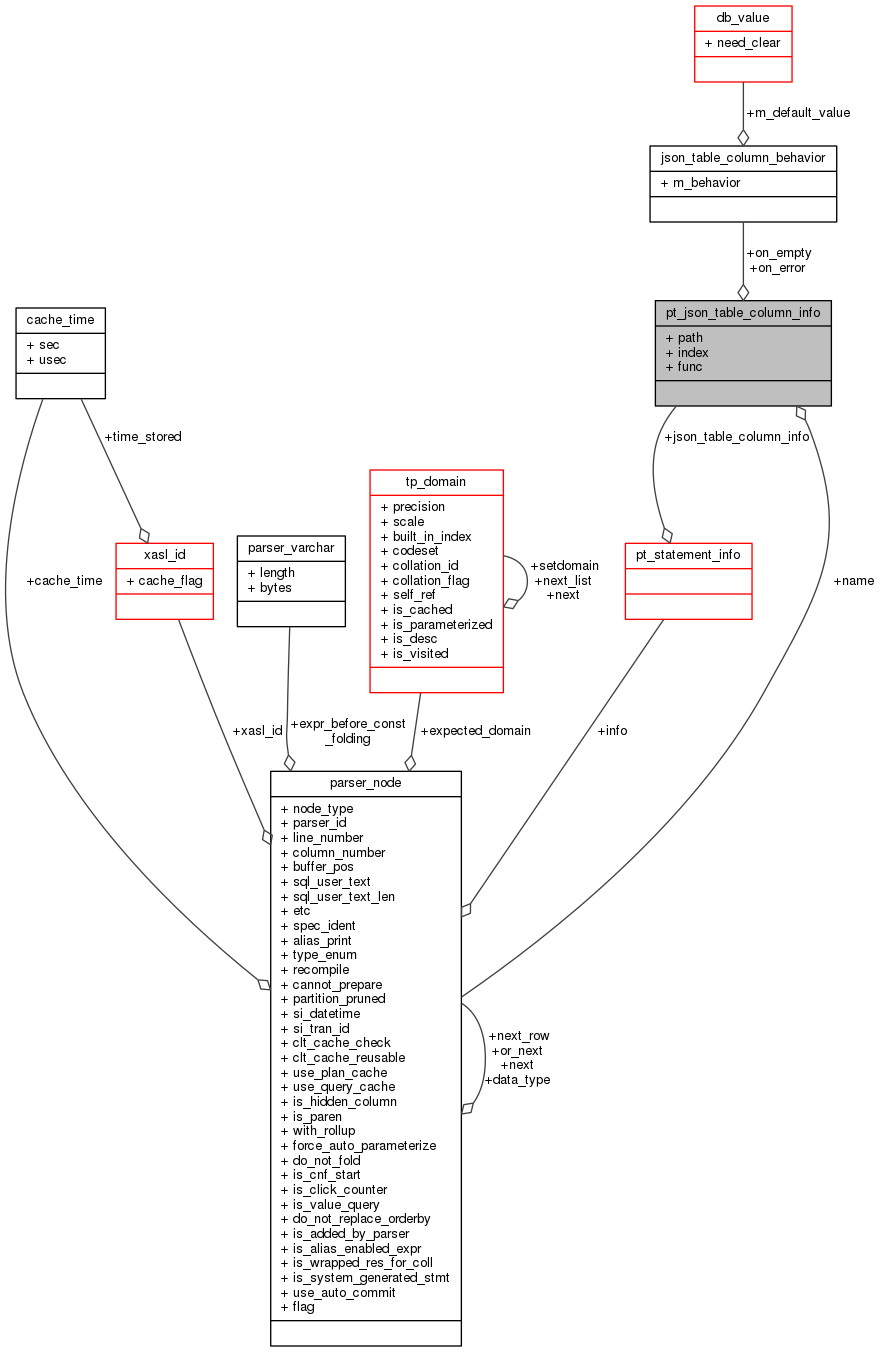 db_value
+ need_clear
+m_default_value
json_table_column_behavior
+ m_behavior
+on_empty
+on_error
pt_json_table_column_info
+ path
+ index
+ func
cache_time
+ sec
+ usec
+time_stored
+json_table_column_info
tp_domain
+ precision
+ scale
+ built_in_index
+ codeset
+ collation_id
+ collation_flag
+ self_ref
+ is_cached
+ is_parameterized
+ is_desc
+ is_visited
+setdomain
+next_list
+next
parser_varchar
+ length
+ bytes
xasl_id
+ cache_flag
pt_statement_info
+cache_time
+name
+xasl_id
+expr_before_const
_folding
+expected_domain
+info
parser_node
+ node_type
+ parser_id
+ line_number
+ column_number
+ buffer_pos
+ sql_user_text
+ sql_user_text_len
+ etc
+ spec_ident
+ alias_print
+ type_enum
+ recompile
+ cannot_prepare
+ partition_pruned
+ si_datetime
+ si_tran_id
+ clt_cache_check
+ clt_cache_reusable
+ use_plan_cache
+ use_query_cache
+ is_hidden_column
+ is_paren
+ with_rollup
+ force_auto_parameterize
+ do_not_fold
+ is_cnf_start
+ is_click_counter
+ is_value_query
+ do_not_replace_orderby
+ is_added_by_parser
+ is_alias_enabled_expr
+ is_wrapped_res_for_coll
+ is_system_generated_stmt
+ use_auto_commit
+ flag
+next_row
+or_next
+next
+data_type